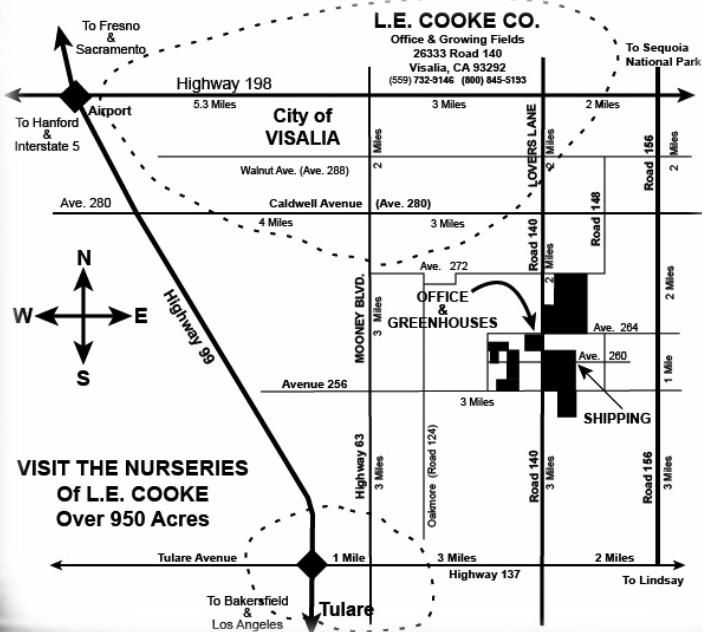 To Fresno
&
Sacramento
L.E. COOKE CO.
Office & Growing Fields
26333 Road 140
Visalia, CA 93292
(559) 732-9146 (800) 845-5193
To Sequoia
National Park
Highway 198
5.3 Miles
3 Miles
2 Miles
Airport
To Hanford
&
Interstate 5
City of
VISALIA
2 Miles
LOVERS LANE
2 Miles
Road 156
2 Miles
Walnut Ave. (Ave. 288)
Ave. 280
Caldwell Avenue (Ave. 280)
4 Miles
3 Miles
Road 148
Road 140
2 Miles
2 Miles
N
W
E
S
Highway 99
MOONEY BLVD.
3 Miles
Ave. 272
OFFICE
&
GREENHOUSES
Ave. 264
Ave. 260
1 Mile
Avenue 256
3 Miles
SHIPPING
VISIT THE NURSERIES
Of L.E. COOKE
Over 950 Acres
Highway 63
3 Miles
Oakmore (Road 124)
Road 140
3 Miles
Road 156
3 Miles
Tulare Avenue
1 Mile
3 Miles
2 Miles
Highway 137
To Lindsay
To Bakersfield
&
Los Angeles
Tulare